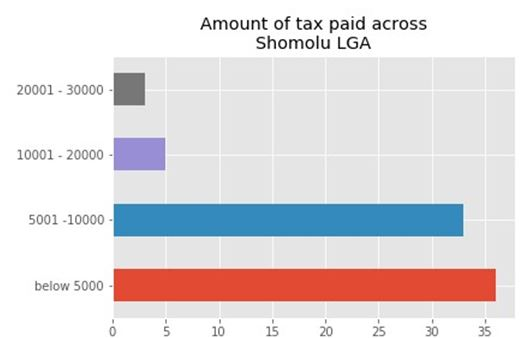 Amount of tax paid across
Shomolu LGA
20001 - 30000
10001 - 20000
5001 -10000
below 5000
0 5 10 15 20 25 30 35